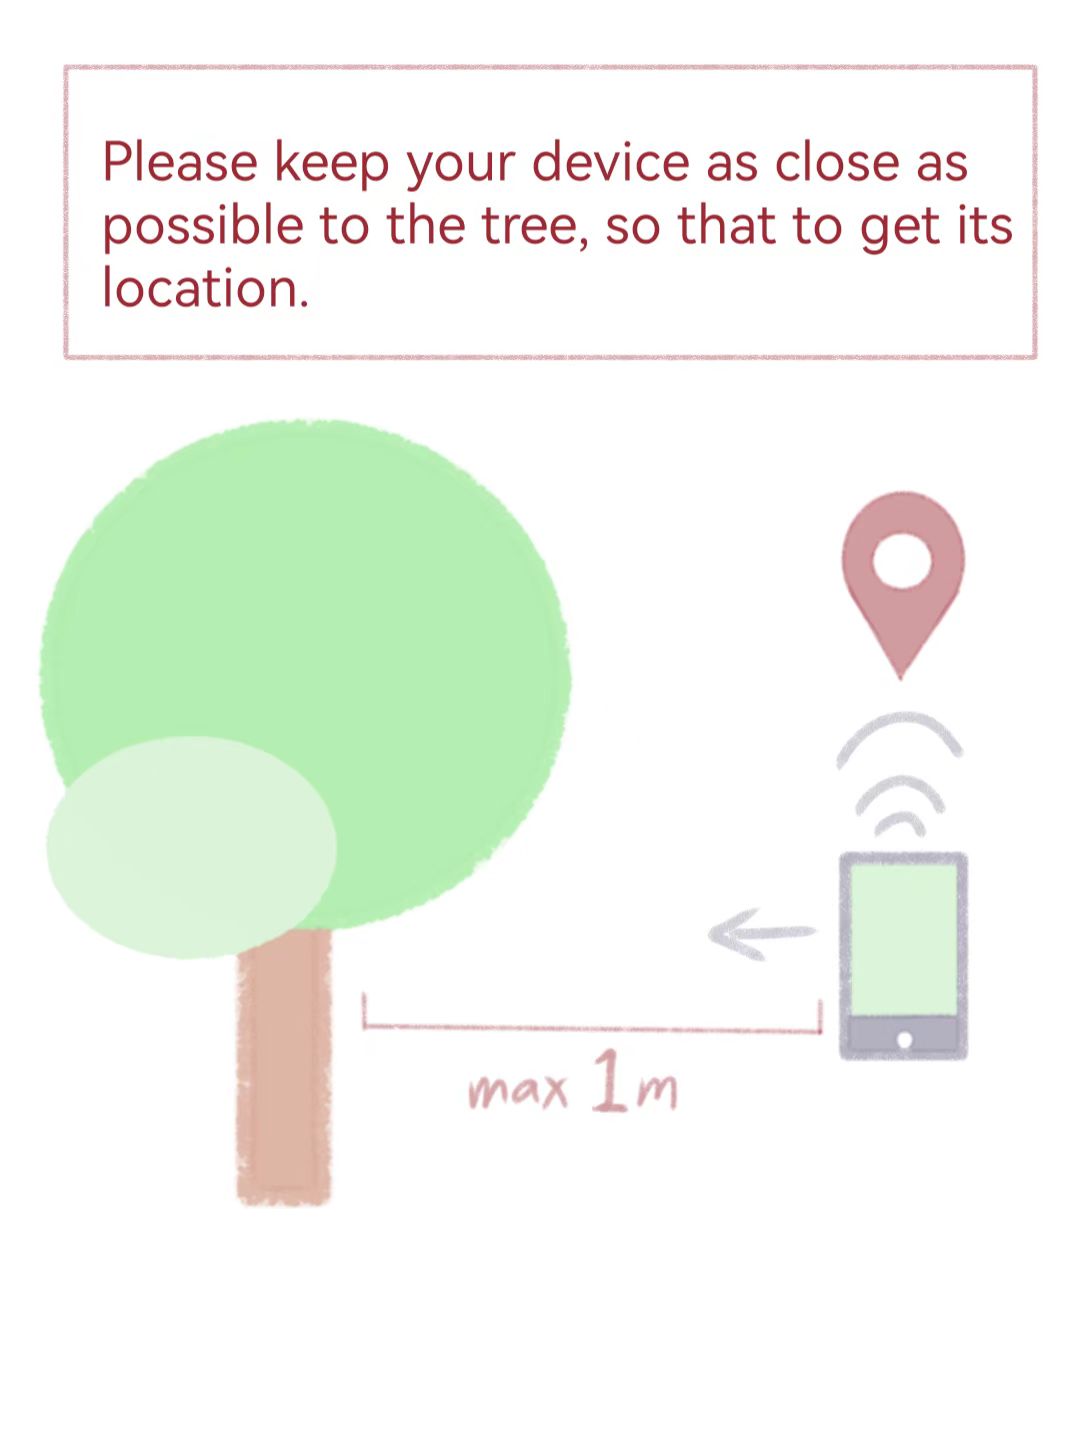 Please keep your device as close as
possible to the tree, so that to get its
location.
max 1m